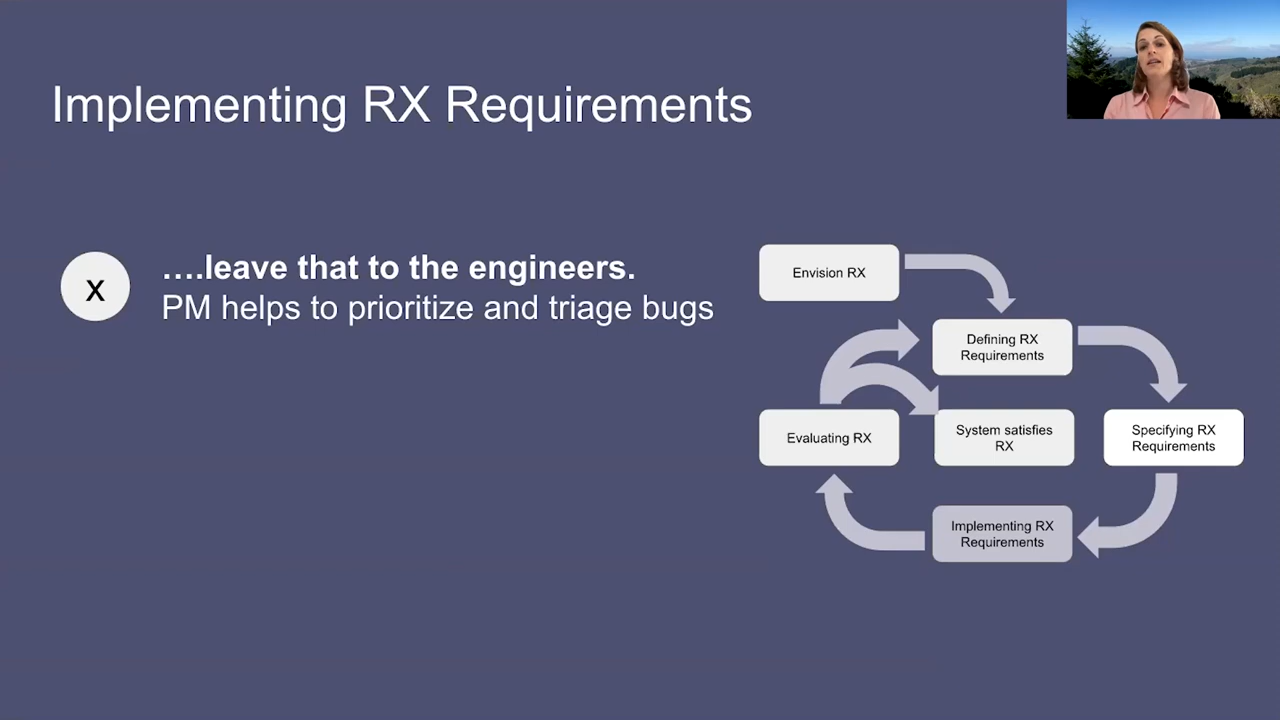 Implementing RX Requirements
x
….leave that to the engineers.
PM helps to prioritize and triage bugs
Envision RX
Defining RX
Requirements
Evaluating RX
System satisfies
RX
Specifying RX
Requirements
Implementing RX
Requirements